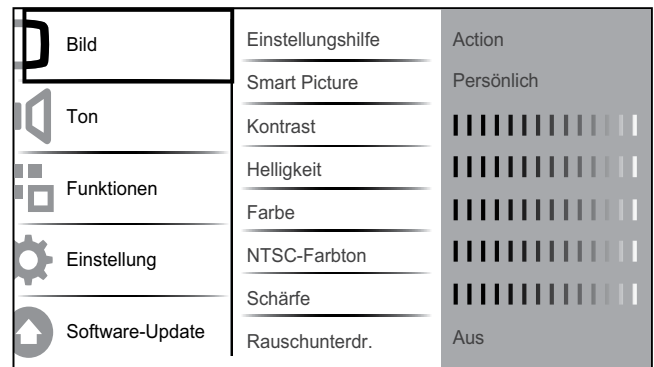 Bild
Ton
Funktionen
Einstellung
Software-Update
Einstellungshilfe
Smart Picture
Kontrast
Helligkeit
Farbe
NTSC-Farbton
Schärfe
Rauschunterdr.
Action
Persönlich
Aus